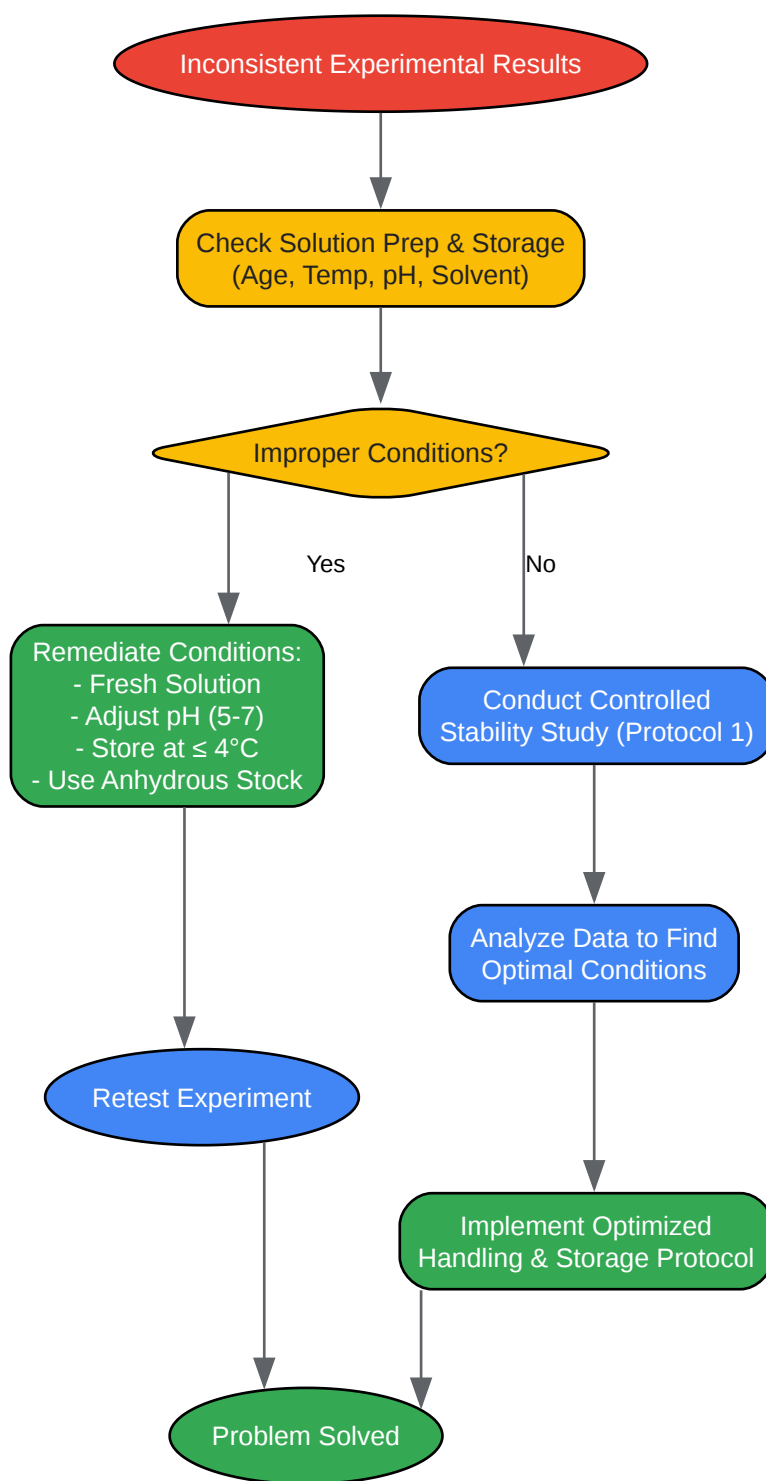 Inconsistent Experimental Results
Check Solution Prep & Storage
(Age, Temp, pH, Solvent)
Improper Conditions?
Yes
No
Remediate Conditions:
- Fresh Solution
- Adjust pH (5-7)
- Store at ≤ 4°C
- Use Anhydrous Stock
Conduct Controlled
Stability Study (Protocol 1)
Analyze Data to Find
Optimal Conditions
Retest Experiment
Implement Optimized
Handling & Storage Protocol
Problem Solved